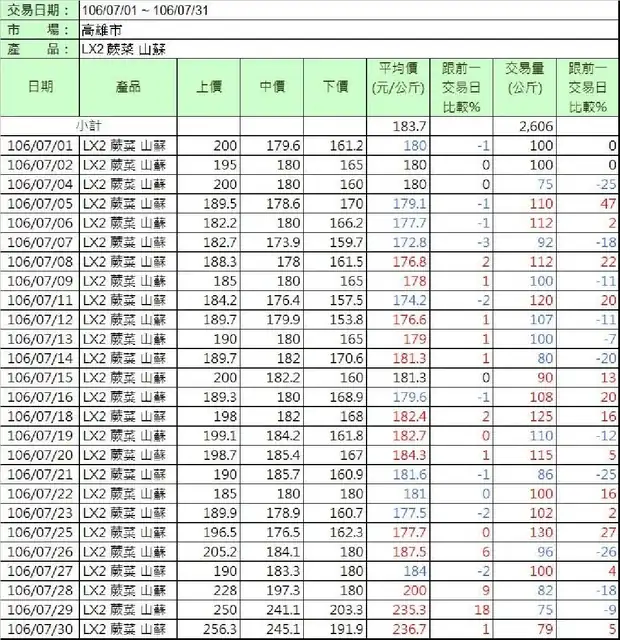 交易日期： 106/07/01 ~ 106/07/31
市 場： 高雄市
產 品： LX2 蕨菜 山蘇
日期 產品 上價 中價 下價 平均價(元/公斤) 跟前一交易日比較% 交易量(公斤) 跟前一交易日比較%
小計 183.7 2,606
106/07/01 LX2 蕨菜 山蘇 200 179.6 161.2 180 -1 100 0
106/07/02 LX2 蕨菜 山蘇 195 180 165 180 0 100 0
106/07/04 LX2 蕨菜 山蘇 200 180 160 180 0 75 -25
106/07/05 LX2 蕨菜 山蘇 189.5 178.6 170 179.1 -1 110 47
106/07/06 LX2 蕨菜 山蘇 182.2 180 166.2 177.7 -1 112 2
106/07/07 LX2 蕨菜 山蘇 182.7 173.9 159.7 172.8 -3 92 -18
106/07/08 LX2 蕨菜 山蘇 188.3 178 161.5 176.8 2 112 22
106/07/09 LX2 蕨菜 山蘇 185 180 165 178 1 100 -11
106/07/11 LX2 蕨菜 山蘇 184.2 176.4 157.5 174.2 -2 120 20
106/07/12 LX2 蕨菜 山蘇 189.7 179.9 153.8 176.6 1 107 -11
106/07/13 LX2 蕨菜 山蘇 190 180 165 179 1 100 -7
106/07/14 LX2 蕨菜 山蘇 189.7 182 170.6 181.3 1 80 -20
106/07/15 LX2 蕨菜 山蘇 200 182.2 160 181.3 0 90 13
106/07/16 LX2 蕨菜 山蘇 189.3 180 168.9 179.6 -1 108 20
106/07/18 LX2 蕨菜 山蘇 198 182 168 182.4 2 125 16
106/07/19 LX2 蕨菜 山蘇 199.1 184.2 161.8 182.7 0 110 -12
106/07/20 LX2 蕨菜 山蘇 198.7 185.4 167 184.3 1 115 5
106/07/21 LX2 蕨菜 山蘇 190 185.7 160.9 181.6 -1 86 -25
106/07/22 LX2 蕨菜 山蘇 185 180 180 181 0 100 16
106/07/23 LX2 蕨菜 山蘇 189.9 178.9 160.7 177.5 -2 102 2
106/07/25 LX2 蕨菜 山蘇 196.5 176.5 162.3 177.7 0 130 27
106/07/26 LX2 蕨菜 山蘇 205.2 184.1 180 187.5 6 96 -26
106/07/27 LX2 蕨菜 山蘇 190 183.3 180 184 -2 100 4
106/07/28 LX2 蕨菜 山蘇 228 197.3 180 200 9 82 -18
106/07/29 LX2 蕨菜 山蘇 250 241.1 203.3 235.3 18 75 -9
106/07/30 LX2 蕨菜 山蘇 256.3 245.1 191.9 236.7 1 79 5